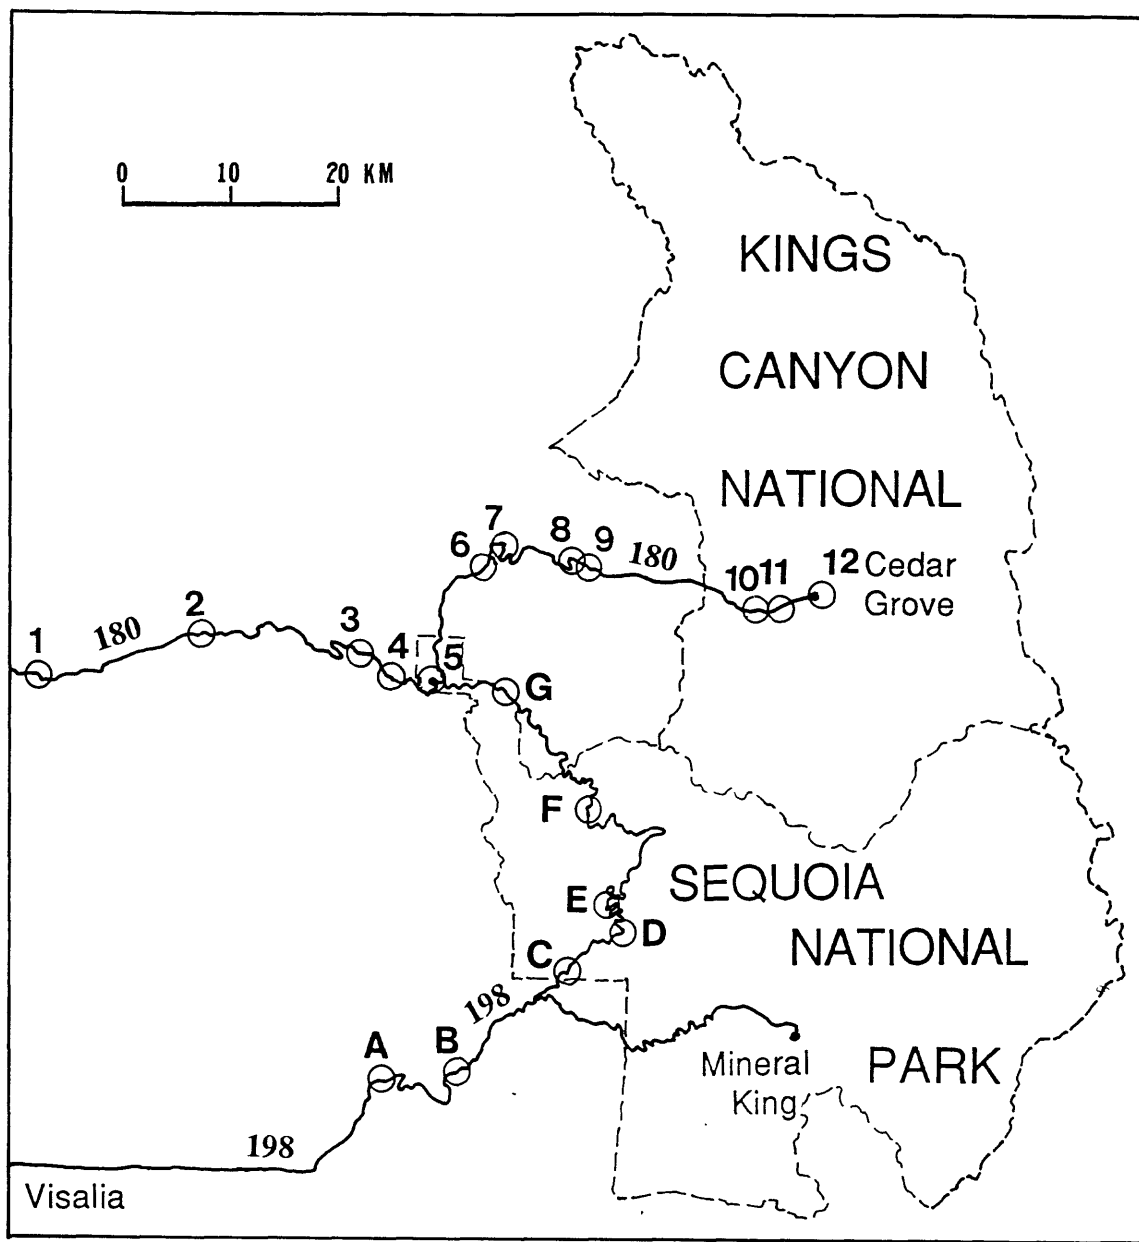 0 10 20 KM
KINGS
CANYON
NATIONAL
1
180
2
3
4
5
6
7
8
9
180
10
11
12
Cedar
Grove
G
F
E
D
C
SEQUOIA
NATIONAL
PARK
198
B
A
Mineral
King
198
Visalia